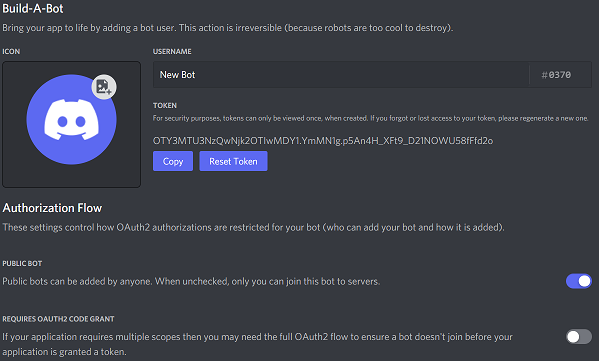 Build-A-Bot
Bring your app to life by adding a bot user. This action is irreversible (because robots are too cool to destroy).
ICON
USERNAME
New Bot
#0370
TOKEN
For security purposes, tokens can only be viewed once, when created. If you forgot or lost access to your token, please regenerate a new one.
OTY3MTU3NzQwNjk2OTIwMDY1.YmMN1g.p5An4H_XFt9_D21NOWU58fFfd2o
Copy
Reset Token
Authorization Flow
These settings control how OAuth2 authorizations are restricted for your bot (who can add your bot and how it is added).
PUBLIC BOT
Public bots can be added by anyone. When unchecked, only you can join this bot to servers.
REQUIRES OAUTH2 CODE GRANT
If your application requires multiple scopes then you may need the full OAuth2 flow to ensure a bot doesn't join before your
application is granted a token.